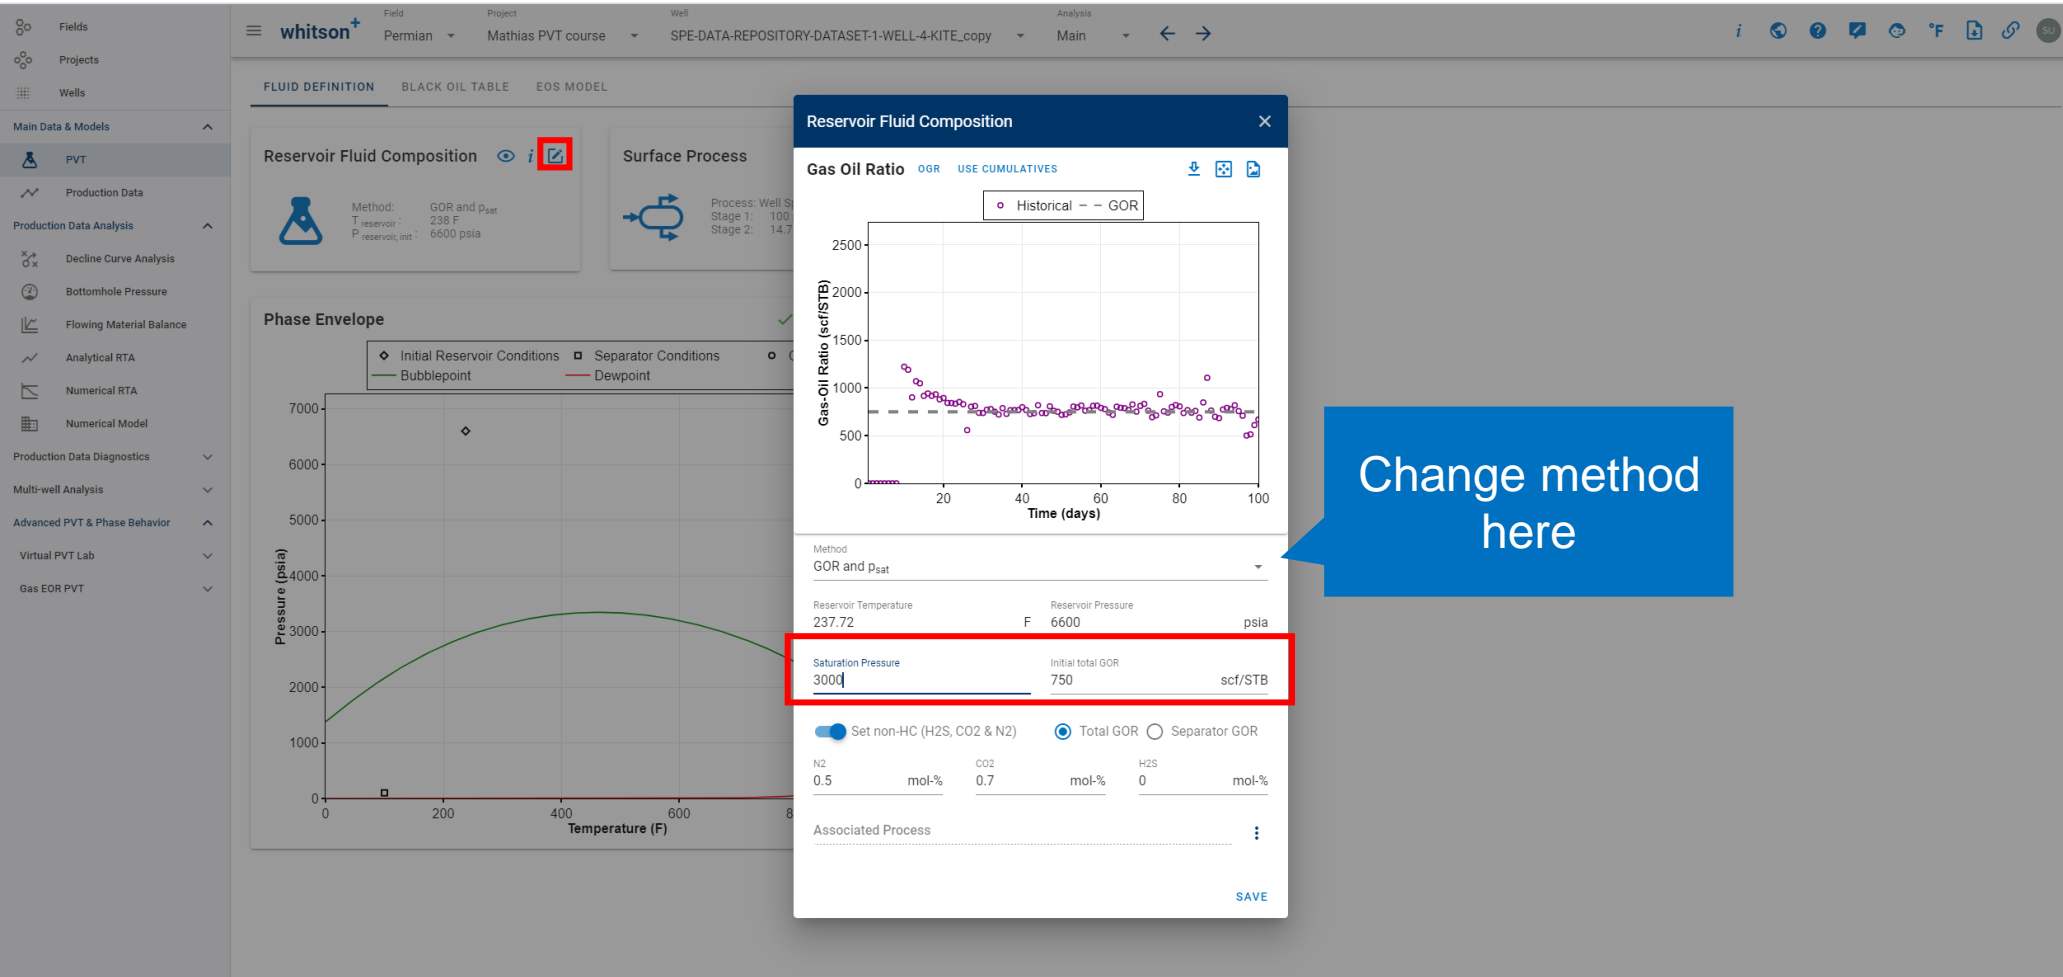 Fields
Projects
Wells
Main Data & Models
PVT
Production Data
Production Data Analysis
Decline Curve Analysis
Bottomhole Pressure
Flowing Material Balance
Analytical RTA
Numerical RTA
Numerical Model
Production Data Diagnostics
Multi-well Analysis
Advanced PVT & Phase Behavior
Virtual PVT Lab
Gas EOR PVT
whitson+
Field
Permian
Project
Mathias PVT course
Well
SPE-DATA-REPOSITORY-DATASET-1-WELL-4-KITE_copy
Analysis
Main
i
°F
SU
FLUID DEFINITION BLACK OIL TABLE EOS MODEL
Reservoir Fluid Composition i
Method: GOR and psat
T reservoir : 238 F
P reservoir, init : 6600 psia
Surface Process
Process: Well Sp
Stage 1: 100
Stage 2: 14.7
Phase Envelope
Initial Reservoir Conditions Separator Conditions
Bubblepoint Dewpoint
7000
6000
5000
4000
3000
2000
1000
0
Pressure (psia)
0 200 400 600 8
Temperature (F)
Reservoir Fluid Composition
Gas Oil Ratio OGR USE CUMULATIVES
Historical GOR
2500
2000
1500
1000
500
0
Gas-Oil Ratio (scf/STB)
20 40 60 80 100
Time (days)
Method
GOR and psat
Reservoir Temperature
237.72 F
Reservoir Pressure
6600 psia
Saturation Pressure
3000
Initial total GOR
750 scf/STB
Set non-HC (H2S, CO2 & N2) Total GOR Separator GOR
N2
0.5 mol-%
CO2
0.7 mol-%
H2S
0 mol-%
Associated Process
SAVE
Change method
here